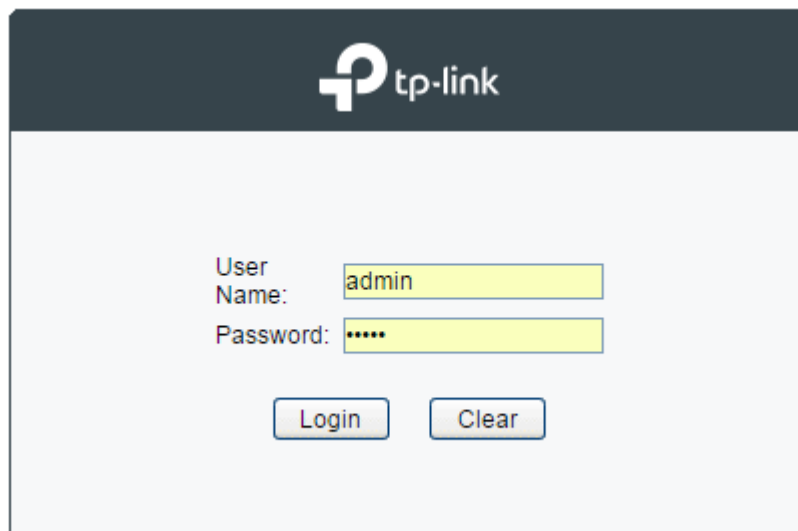 tp-link
User
Name:
admin
Password:
•••••
Login
Clear